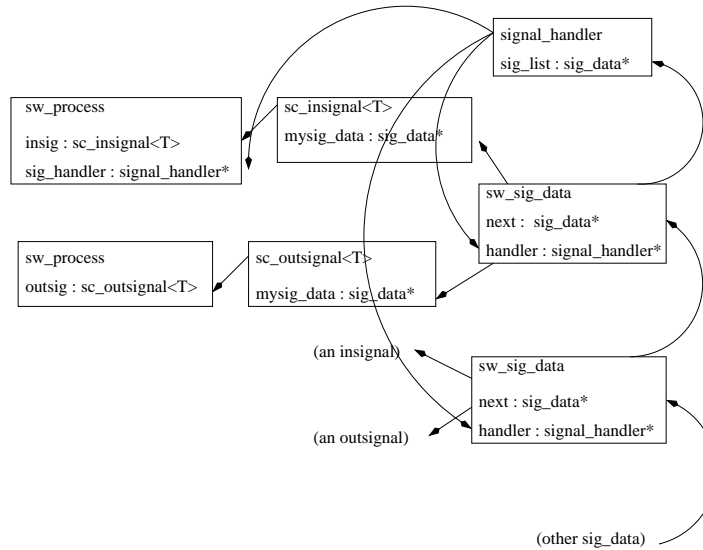 signal_handler
sig_list : sig_data*
sw_process
insig : sc_insignal<T>
sig_handler : signal_handler*
sc_insignal<T>
mysig_data : sig_data*
sw_sig_data
next : sig_data*
handler : signal_handler*
sw_process
outsig : sc_outsignal<T>
sc_outsignal<T>
mysig_data : sig_data*
(an insignal)
sw_sig_data
next : sig_data*
handler : signal_handler*
(an outsignal)
(other sig_data)